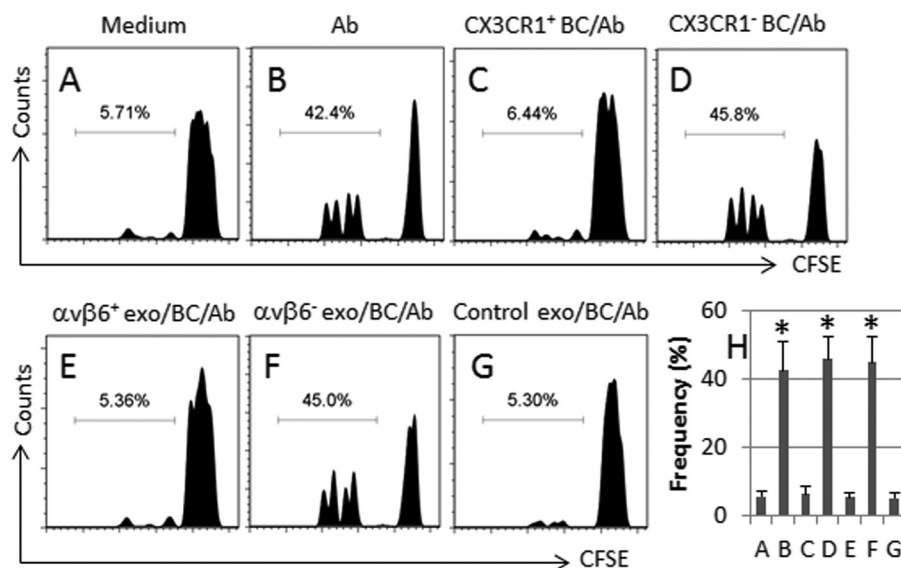 Medium
Ab
CX3CR1⁺ BC/Ab
CX3CR1⁻ BC/Ab
Counts
A
5.71%
B
42.4%
C
6.44%
D
45.8%
CFSE
αvβ6⁺ exo/BC/Ab
αvβ6⁻ exo/BC/Ab
Control exo/BC/Ab
Counts
E
5.36%
F
45.0%
G
5.30%
CFSE
H
Frequency (%)
60
40
20
0
* * *
A B C D E F G